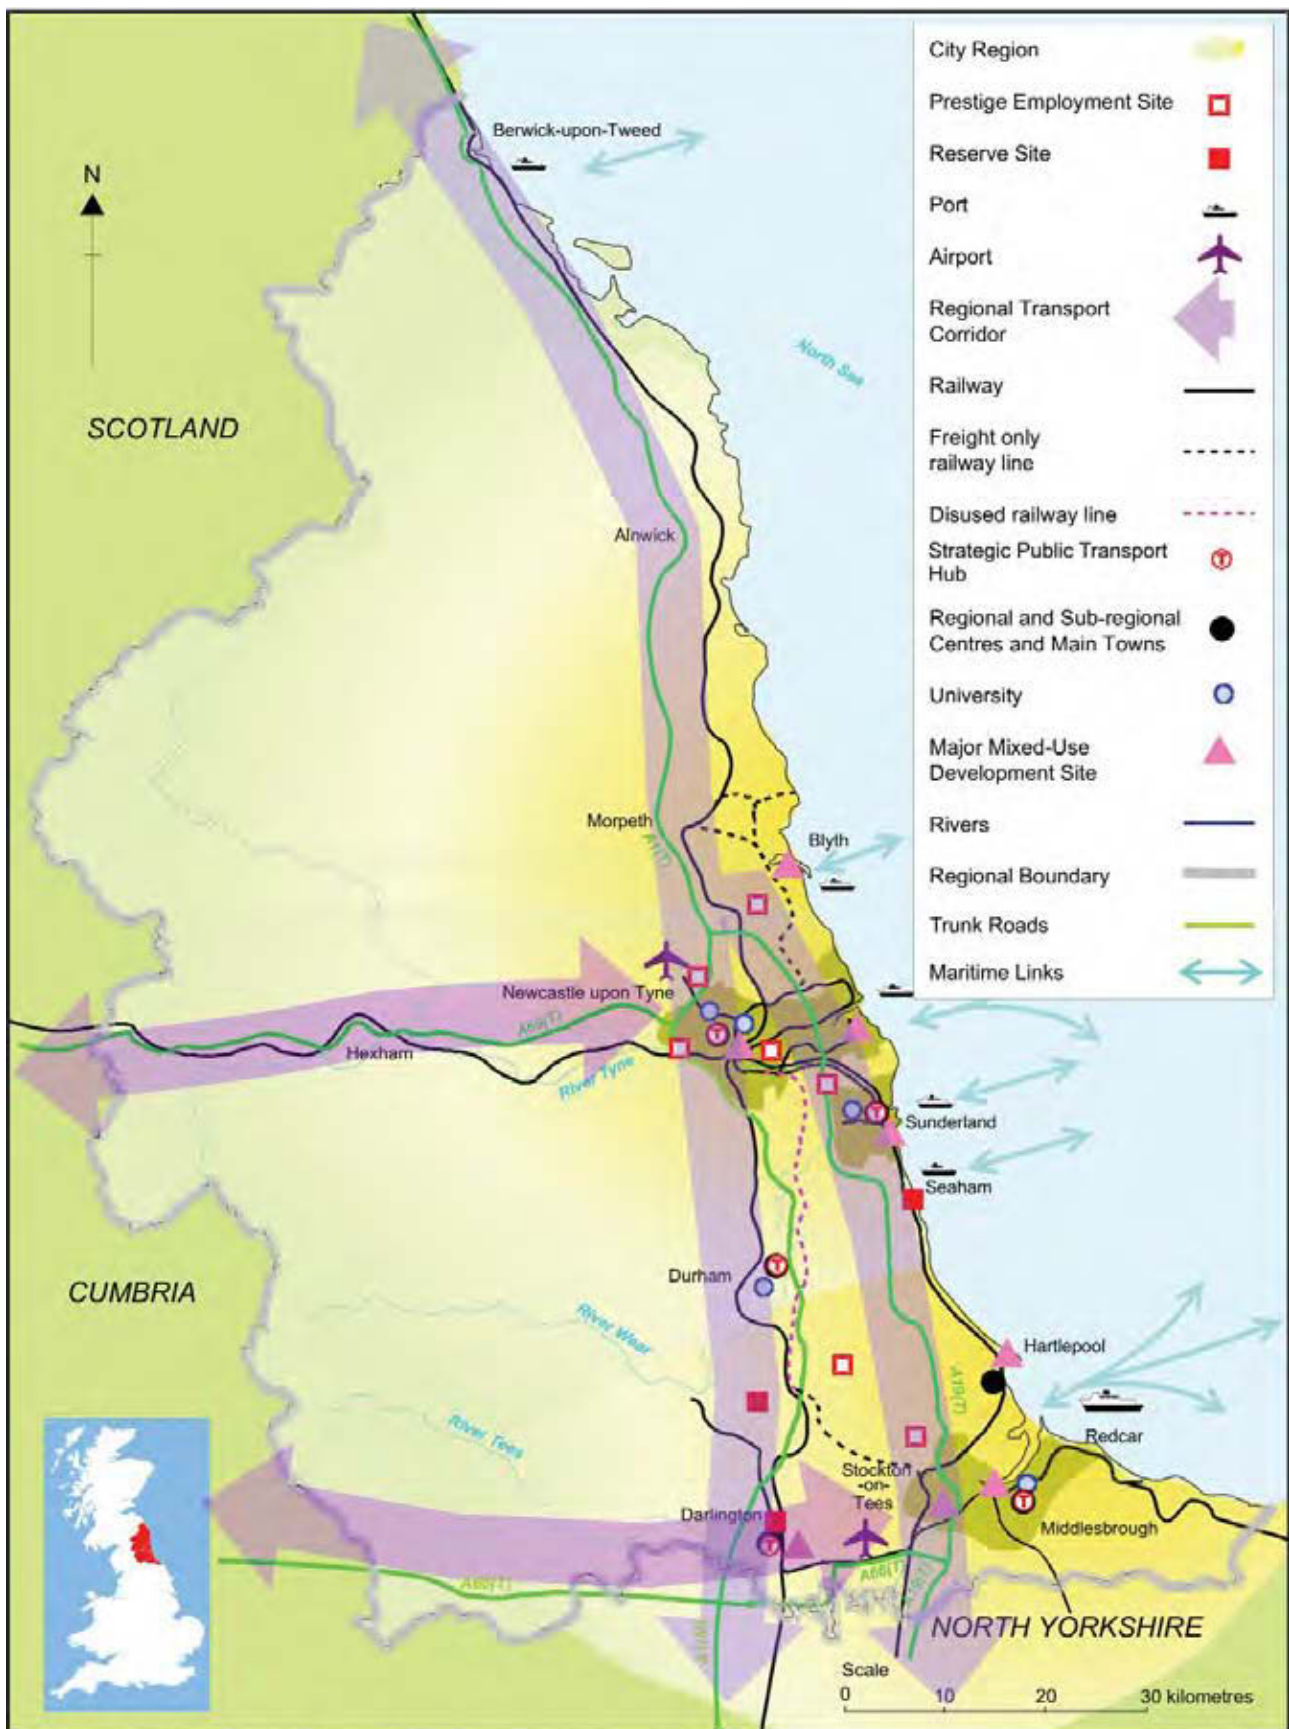 City Region
Prestige Employment Site
Reserve Site
Port
Airport
Regional Transport
Corridor
Railway
Freight only
railway line
Disused railway line
Strategic Public Transport
Hub
T
Regional and Sub-regional
Centres and Main Towns
University
Major Mixed-Use
Development Site
Rivers
Regional Boundary
Trunk Roads
Maritime Links
N
Berwick-upon-Tweed
North Sea
SCOTLAND
Alnwick
Morpeth
A1(T)
Blyth
Newcastle upon Tyne
A69(T)
Hexham
River Tyne
T
T
Sunderland
Seaham
T
Durham
CUMBRIA
River Wear
Hartlepool
A19(T)
River Tees
Redcar
Stockton
-on-
Tees
Darlington
T
T
Middlesbrough
A66(T)
A66(T)
A19(T)
NORTH YORKSHIRE
Scale
0 10 20 30 kilometres